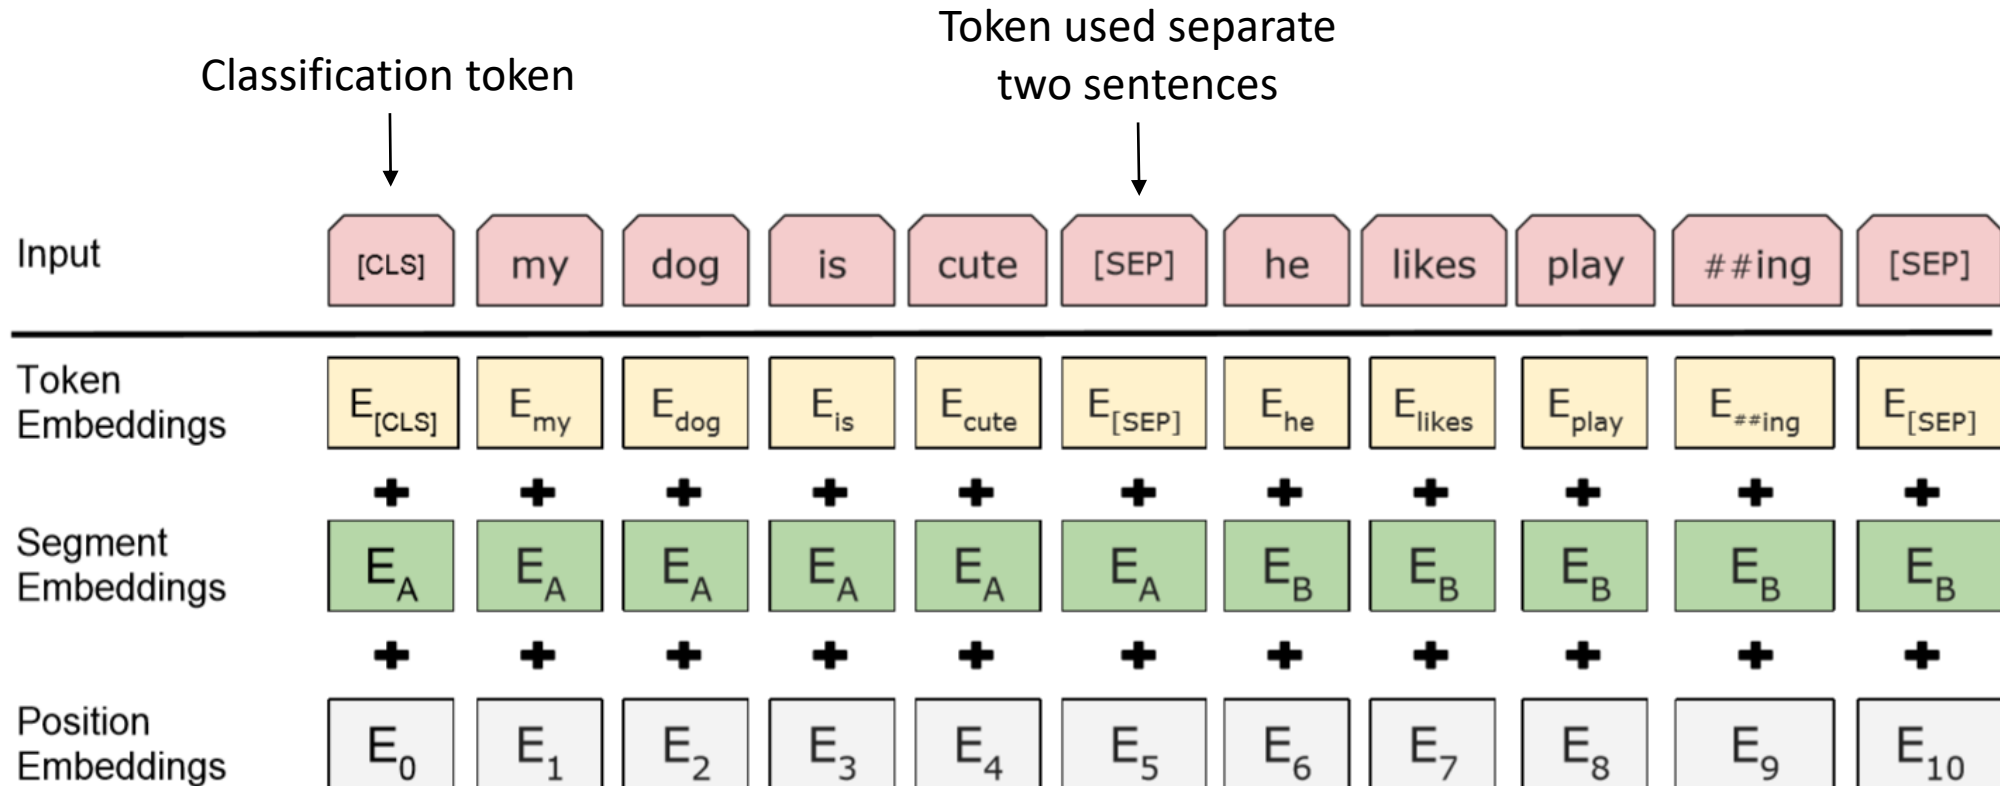 Token used separate
two sentences
Classification token
Input [CLS] my dog is cute [SEP] he likes play ##ing [SEP]
Token
Embeddings
E[CLS] Emy Edog Eis Ecute E[SEP] Ehe Elikes Eplay E##ing E[SEP]
+ + + + + + + + + + +
Segment
Embeddings
EA EA EA EA EA EA EB EB EB EB EB
+ + + + + + + + + + +
Position
Embeddings
E0 E1 E2 E3 E4 E5 E6 E7 E8 E9 E10